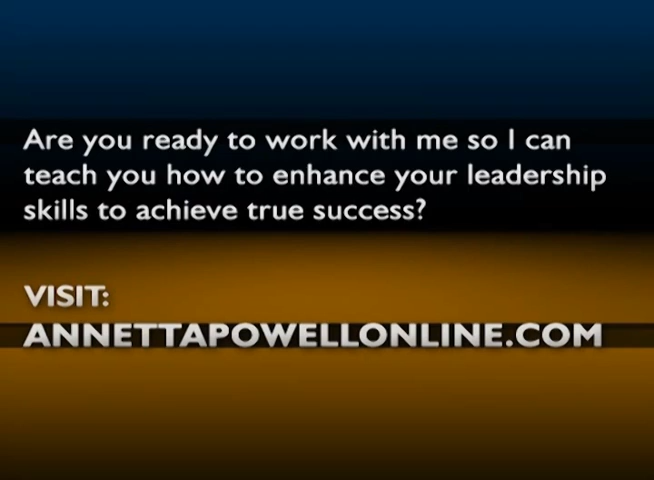 Are you ready to work with me so I can
teach you how to enhance your leadership
skills to achieve true success?
VISIT:
ANNETTAPOWELLONLINE.COM